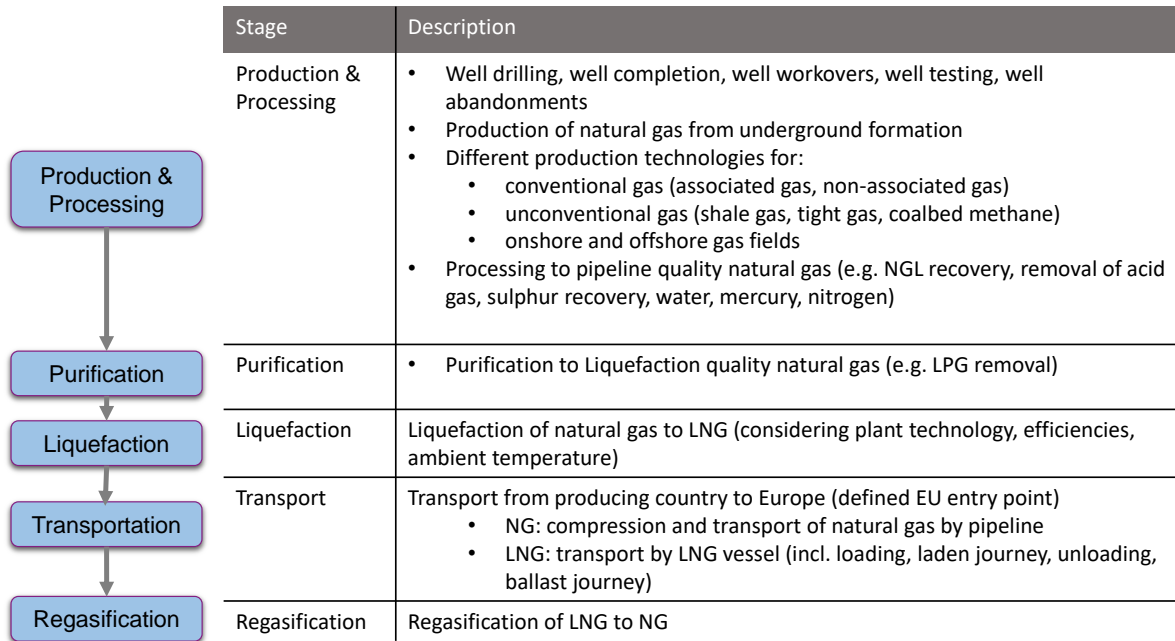 Stage Description
Production &
Processing
• Well drilling, well completion, well workovers, well testing, well
abandonments
• Production of natural gas from underground formation
• Different production technologies for:
• conventional gas (associated gas, non-associated gas)
• unconventional gas (shale gas, tight gas, coalbed methane)
• onshore and offshore gas fields
• Processing to pipeline quality natural gas (e.g. NGL recovery, removal of acid
gas, sulphur recovery, water, mercury, nitrogen)
Production &
Processing
Purification
Purification
• Purification to Liquefaction quality natural gas (e.g. LPG removal)
Liquefaction
Liquefaction
Liquefaction of natural gas to LNG (considering plant technology, efficiencies,
ambient temperature)
Transportation
Transport
Transport from producing country to Europe (defined EU entry point)
• NG: compression and transport of natural gas by pipeline
• LNG: transport by LNG vessel (incl. loading, laden journey, unloading,
ballast journey)
Regasification
Regasification
Regasification of LNG to NG